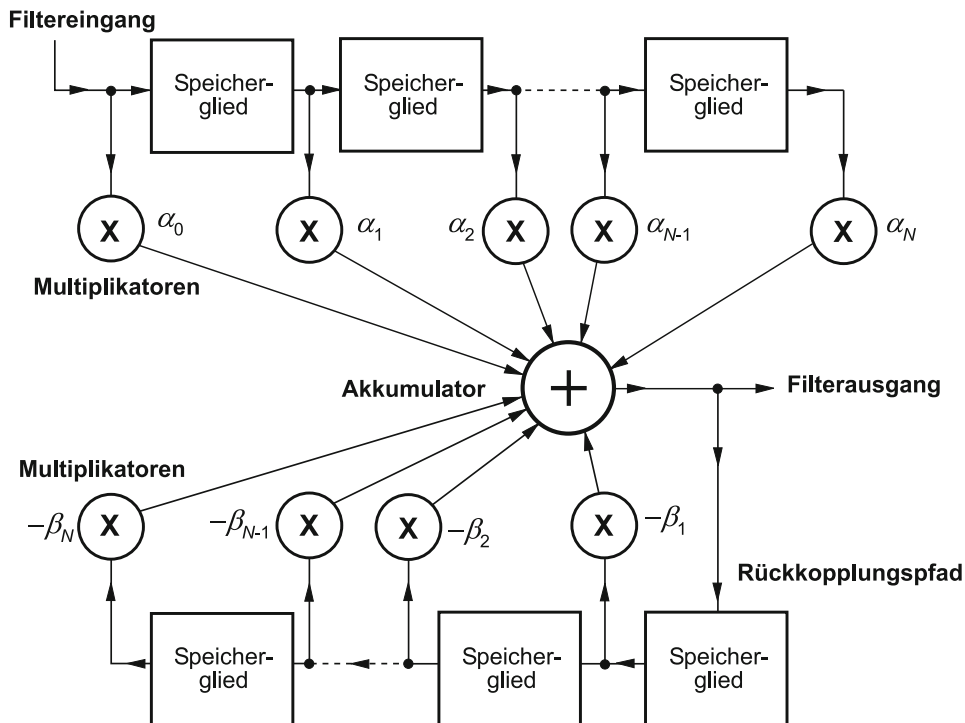 Filtereingang
Speicher-
glied
Speicher-
glied
Speicher-
glied
X
α0
X
α1
α2
X
X
αN-1
X
αN
Multiplikatoren
Akkumulator
+
Filterausgang
Multiplikatoren
-βN
X
-βN-1
X
X
-β2
X
-β1
Rückkopplungspfad
Speicher-
glied
Speicher-
glied
Speicher-
glied